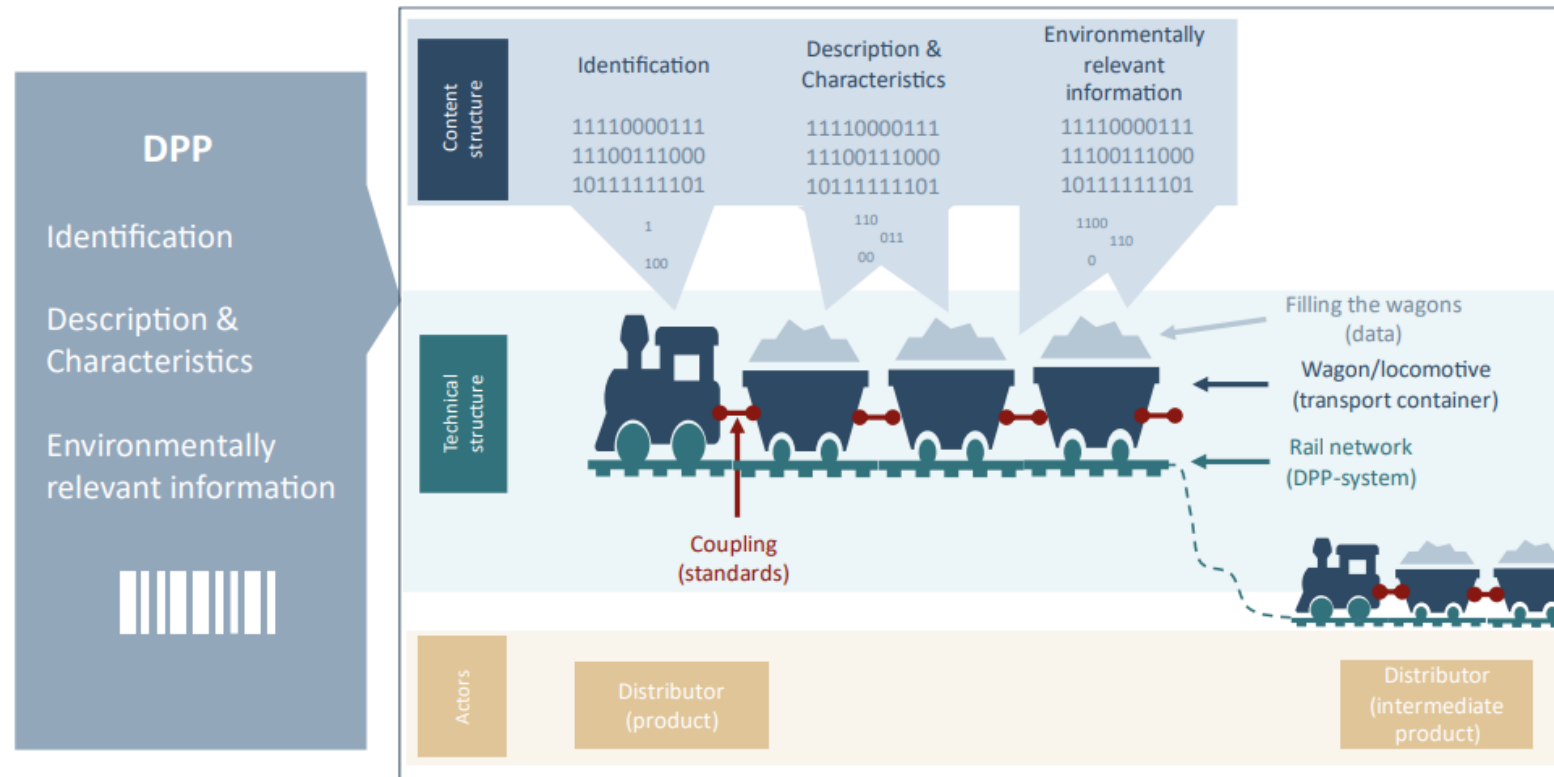 DPP
Identification
Description &
Characteristics
Environmentally
relevant information
Content
structure
Identification
11110000111
11100111000
10111111101
1
100
Description &
Characteristics
11110000111
11100111000
10111111101
110
011
00
Environmentally
relevant
information
11110000111
11100111000
10111111101
1100
110
0
Technical
structure
Filling the wagons
(data)
Wagon/locomotive
(transport container)
Rail network
(DPP-system)
Coupling
(standards)
Actors
Distributor
(product)
Distributor
(intermediate
product)